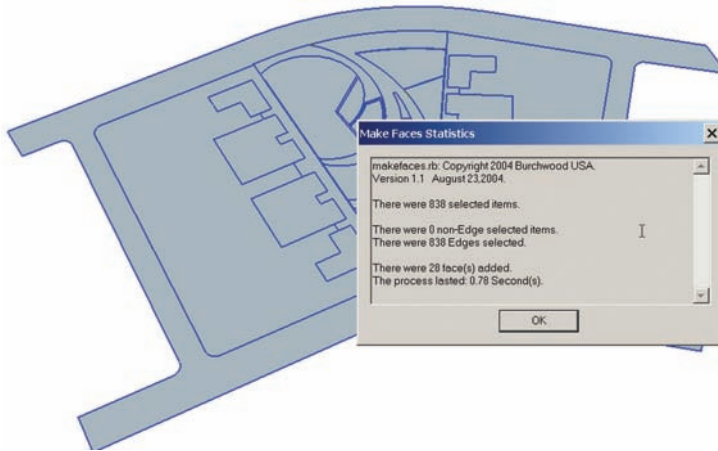 Make Faces Statistics
makefaces.rb: Copyright 2004 Burchwood USA.
Version 1.1 August 23,2004.
There were 838 selected items.
There were 0 non-Edge selected items.
There were 838 Edges selected.
There were 28 face(s) added.
The process lasted: 0.78 Second(s).
OK